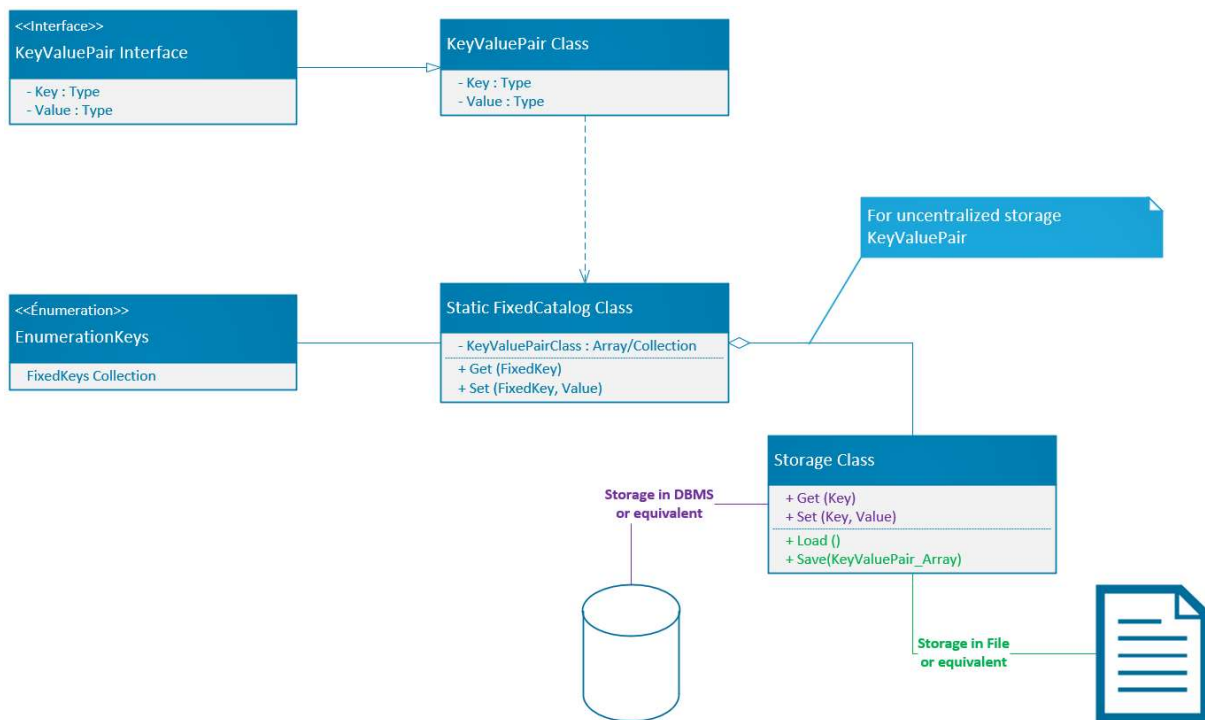 <<Interface>>
KeyValuePair Interface
- Key : Type
- Value : Type
KeyValuePair Class
- Key : Type
- Value : Type
For uncentralized storage
KeyValuePair
<<Énumeration>>
EnumerationKeys
FixedKeys Collection
Static FixedCatalog Class
- KeyValuePairClass : Array/Collection
+ Get (FixedKey)
+ Set (FixedKey, Value)
Storage Class
+ Get (Key)
+ Set (Key, Value)
+ Load ()
+ Save(KeyValuePair_Array)
Storage in DBMS
or equivalent
Storage in File
or equivalent